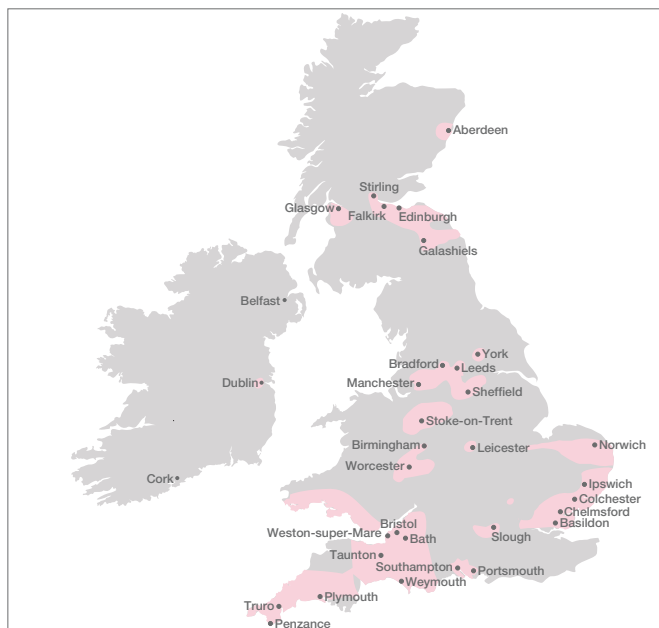 Aberdeen
Stirling
Glasgow
Falkirk
Edinburgh
Galashiels
Belfast
York
Bradford
Leeds
Dublin
Manchester
Sheffield
Stoke-on-Trent
Birmingham
Leicester
Norwich
Worcester
Cork
Ipswich
Colchester
Chelmsford
Basildon
Bristol
Weston-super-Mare
Bath
Slough
Taunton
Southampton
Portsmouth
Weymouth
Plymouth
Truro
Penzance